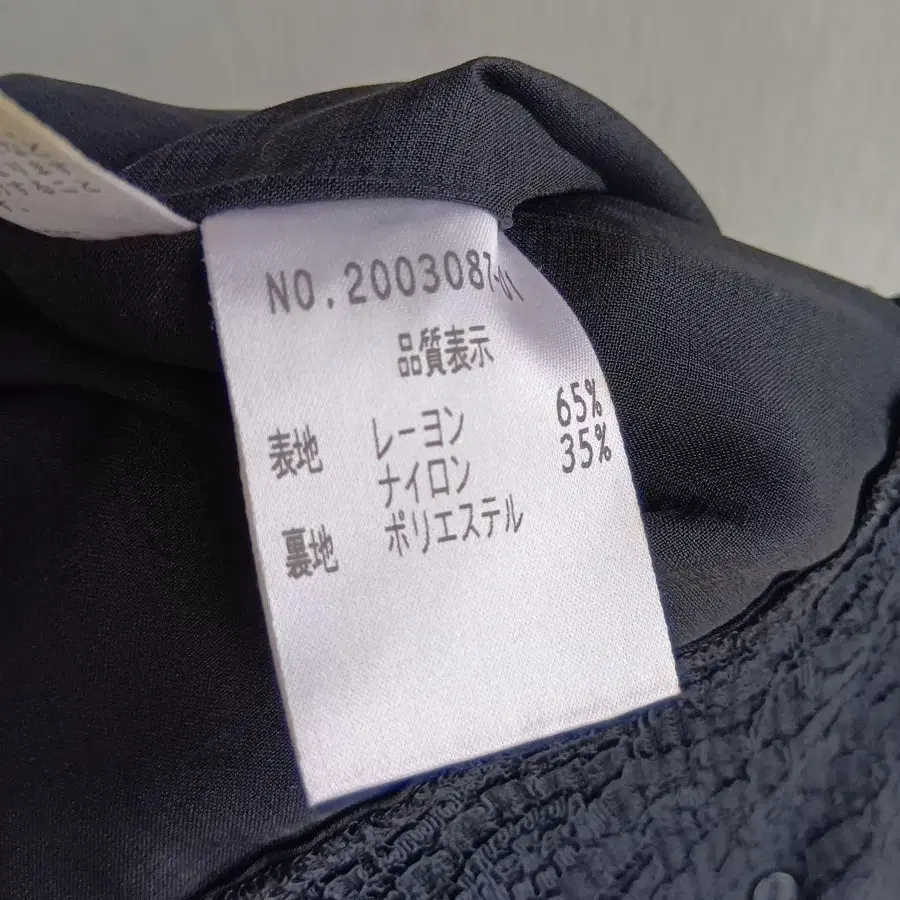 NO.2003087-01
品質表示
表地 レーヨン 65%
ナイロン 35%
裏地 ポリエステル